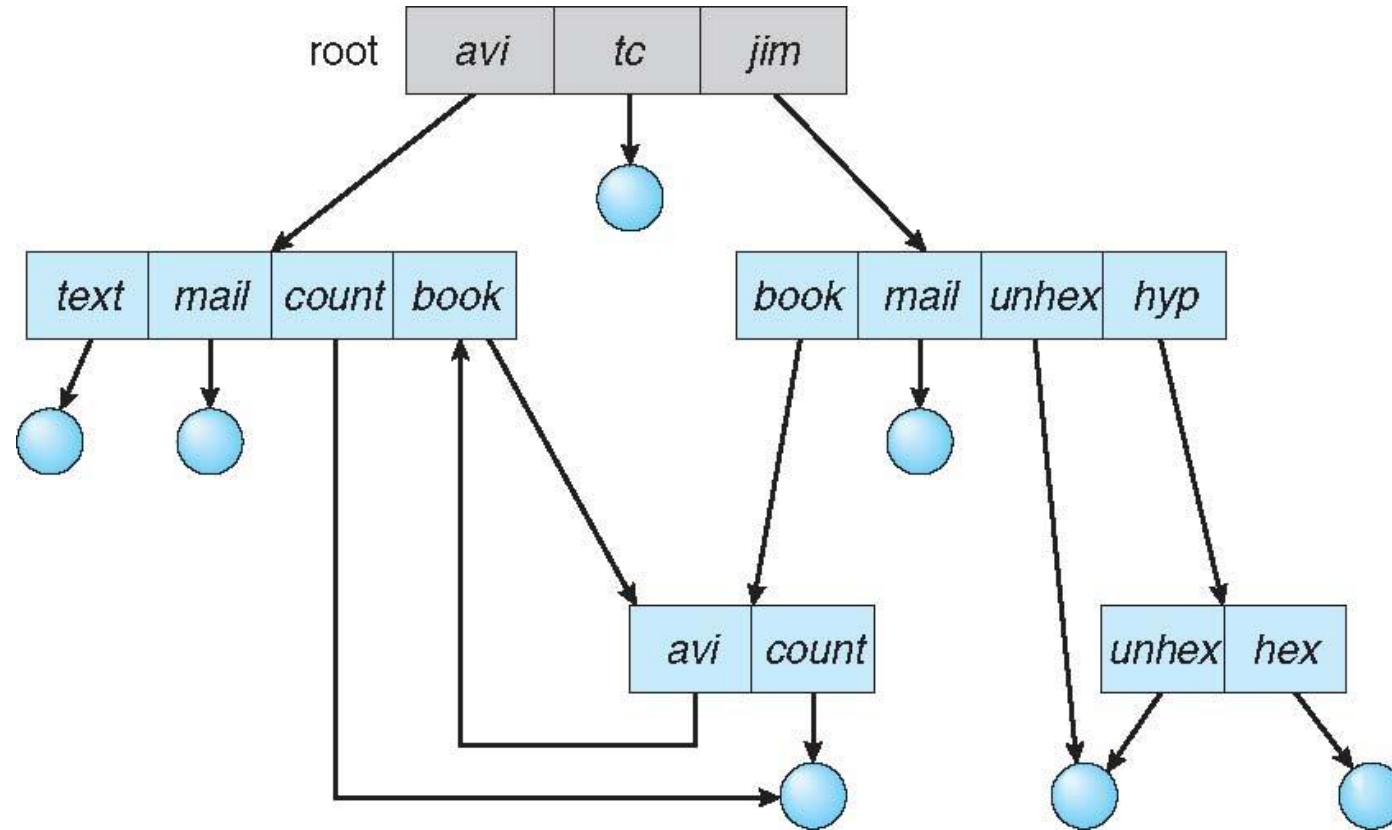 root avi tc jim
text mail count book book mail unhex hyp
avi count unhex hex